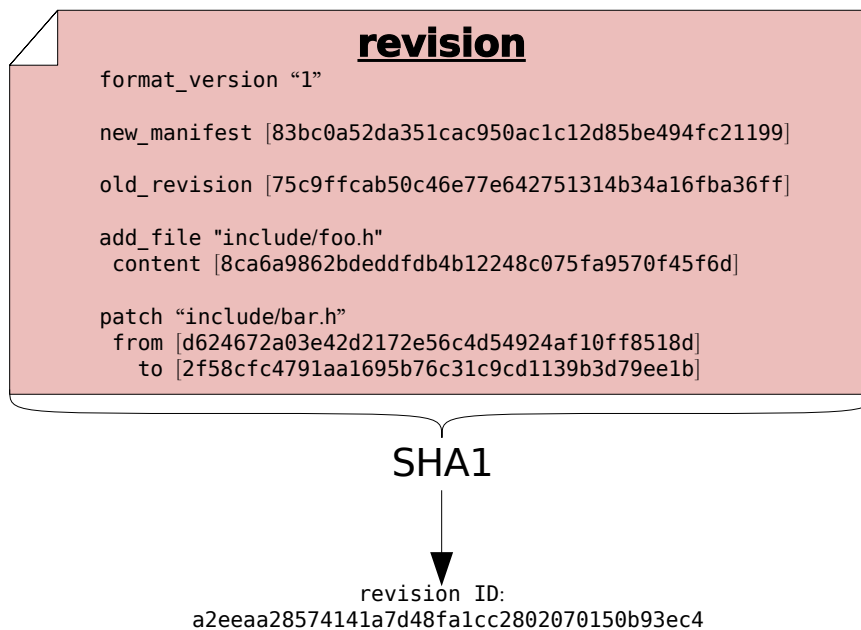 revision
format_version “1”
new_manifest [83bc0a52da351cac950ac1c12d85be494fc21199]
old_revision [75c9ffcab50c46e77e642751314b34a16fba36ff]
add_file "include/foo.h"
content [8ca6a9862bdeddfdb4b12248c075fa9570f45f6d]
patch “include/bar.h”
from [d624672a03e42d2172e56c4d54924af10ff8518d]
to [2f58cfc4791aa1695b76c31c9cd1139b3d79ee1b]
SHA1
revision ID:
a2eeaa28574141a7d48fa1cc2802070150b93ec4